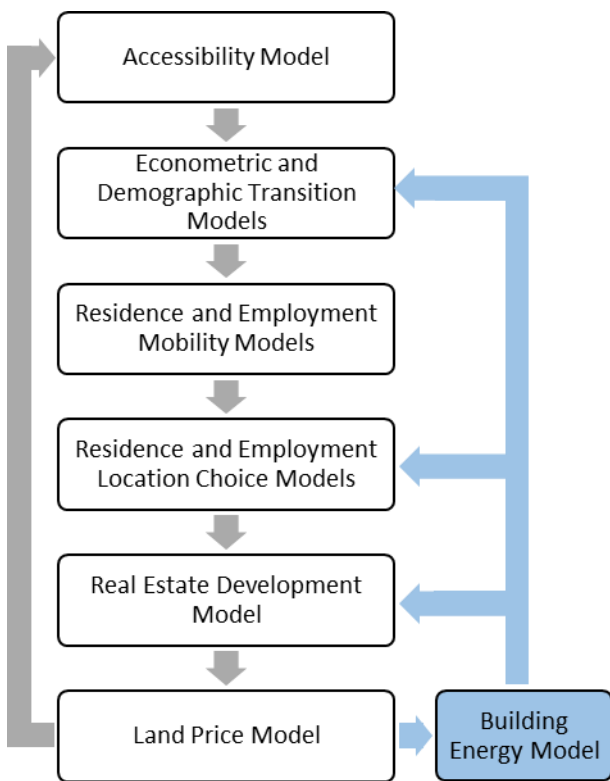 Accessibility Model
Econometric and
Demographic Transition
Models
Residence and Employment
Mobility Models
Residence and Employment
Location Choice Models
Real Estate Development
Model
Land Price Model
Building
Energy Model